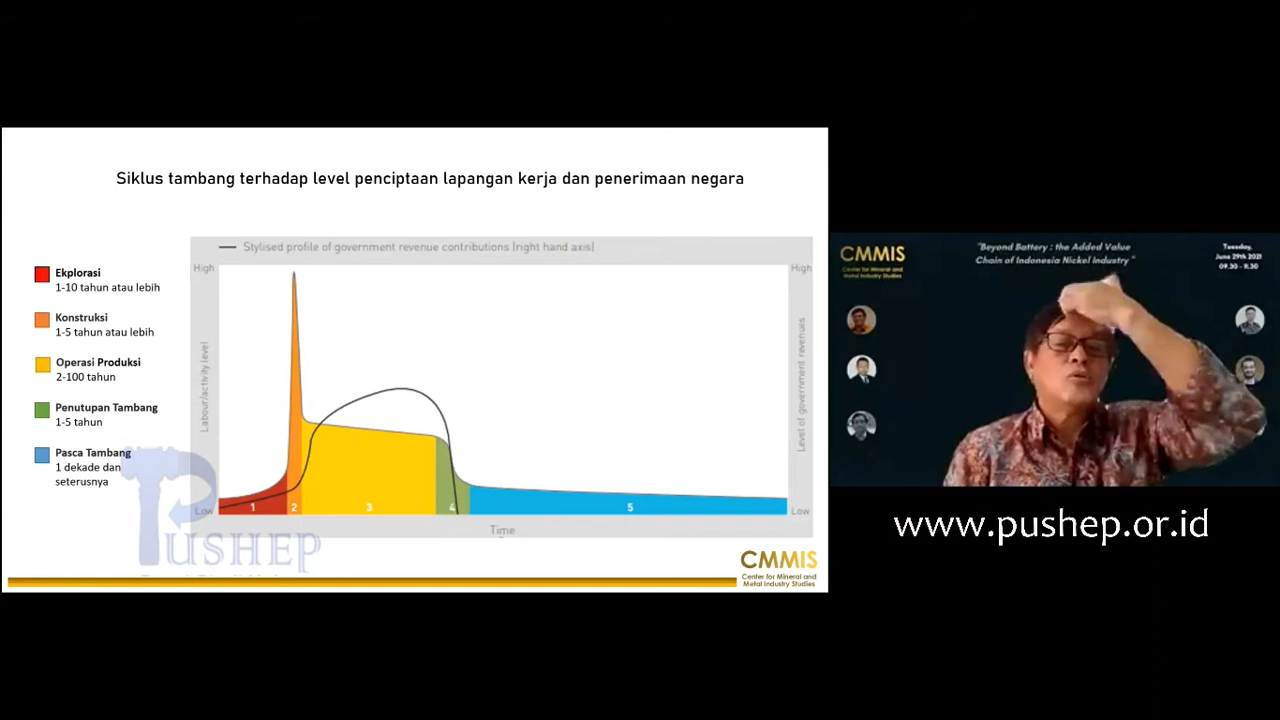 Siklus tambang terhadap level penciptaan lapangan kerja dan penerimaan negara
Stylised profile of government revenue contributions (right hand axis)
Ekplorasi
1-10 tahun atau lebih
Konstruksi
1-5 tahun atau lebih
Operasi Produksi
2-100 tahun
Penutupan Tambang
1-5 tahun
Pasca Tambang
1 dekade dan
seterusnya
High
Labour/activity level
Low
High
Level of government revenues
Low
1
2
3
4
5
Time
PUSHEP
CMMIS
Center for Mineral and
Metal Industry Studies
CMMIS
Center for Mineral and
Metal Industry Studies
"Beyond Battery : the Added Value
Chain of Indonesia Nickel Industry"
Tuesday,
June 29th 2021
09.30 - 11.30
www.pushep.or.id